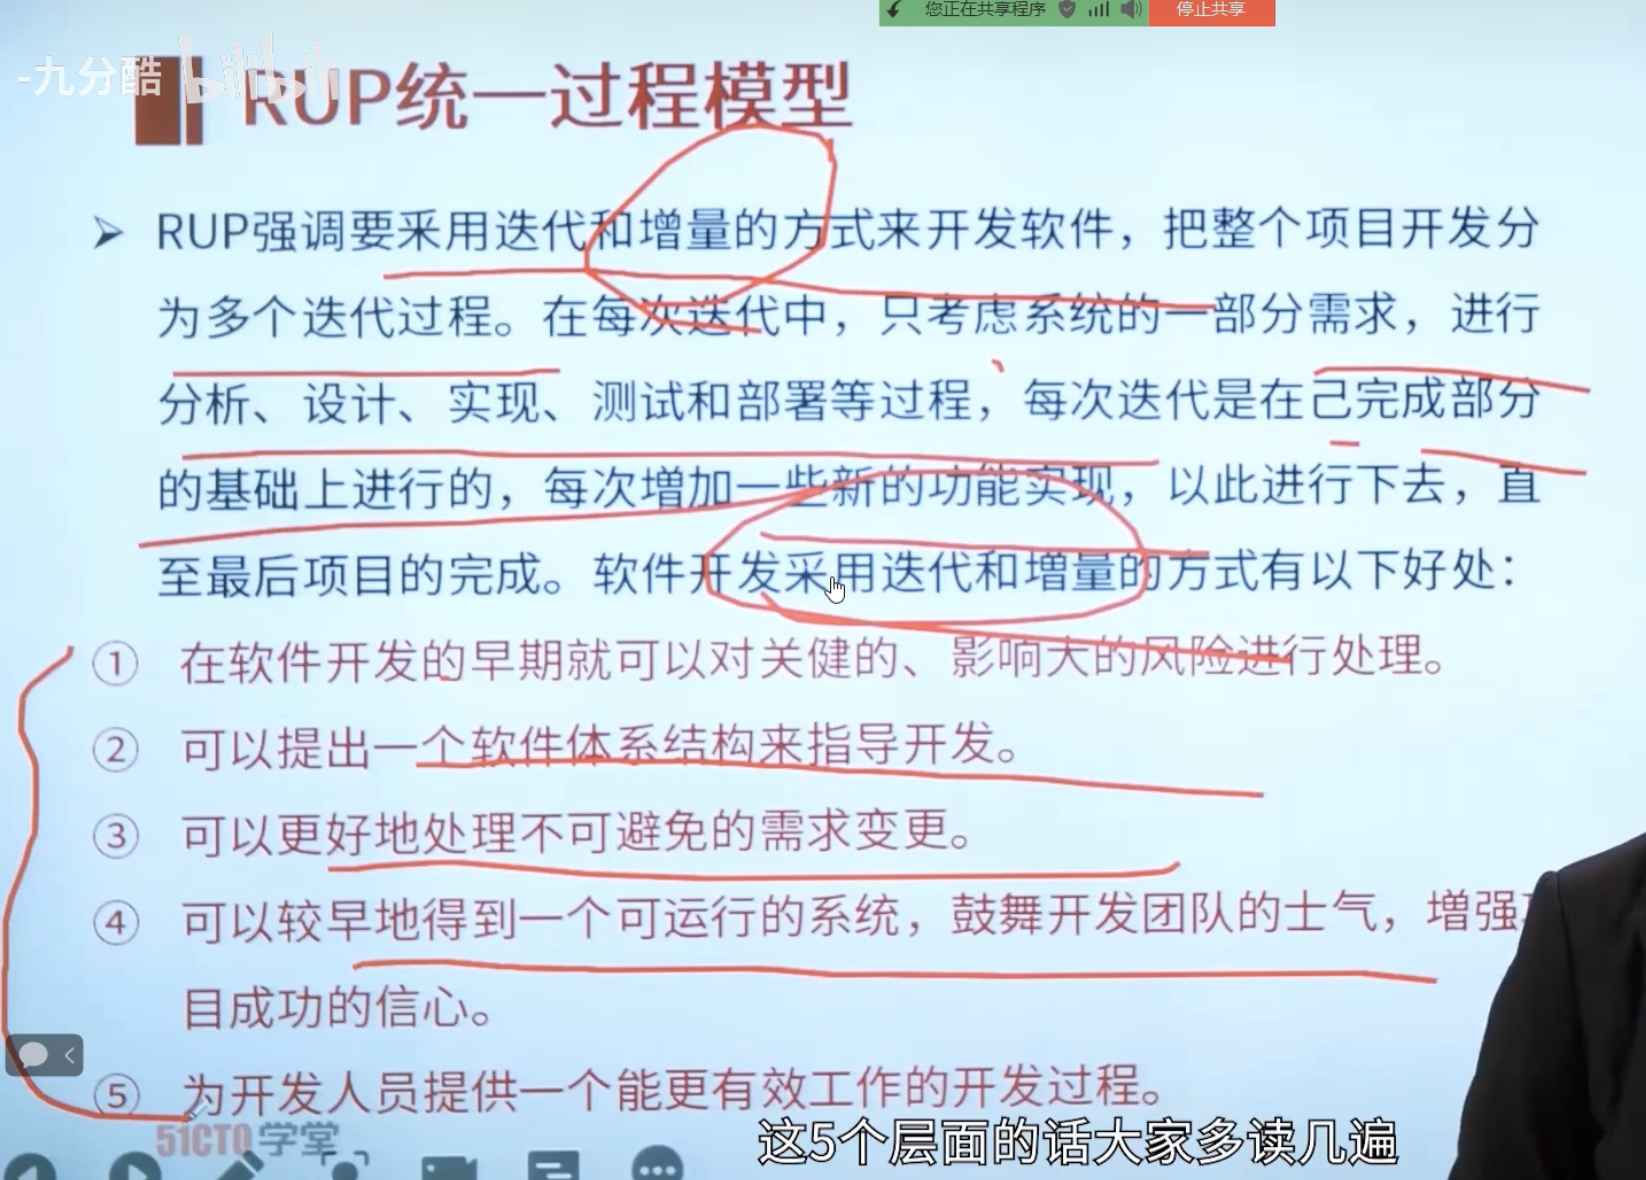 您正在共享程序 停止共享
-九分酷 bilibili
RUP统一过程模型
➤ RUP强调要采用迭代和增量的方式来开发软件，把整个项目开发分
为多个迭代过程。在每次迭代中，只考虑系统的一部分需求，进行
分析、设计、实现、测试和部署等过程，每次迭代是在己完成部分
的基础上进行的，每次增加一些新的功能实现，以此进行下去，直
至最后项目的完成。软件开发采用迭代和增量的方式有以下好处：
① 在软件开发的早期就可以对关健的、影响大的风险进行处理。
② 可以提出一个软件体系结构来指导开发。
③ 可以更好地处理不可避免的需求变更。
④ 可以较早地得到一个可运行的系统，鼓舞开发团队的士气，增强
目成功的信心。
⑤ 为开发人员提供一个能更有效工作的开发过程。
51CTO学堂
这5个层面的话大家多读几遍